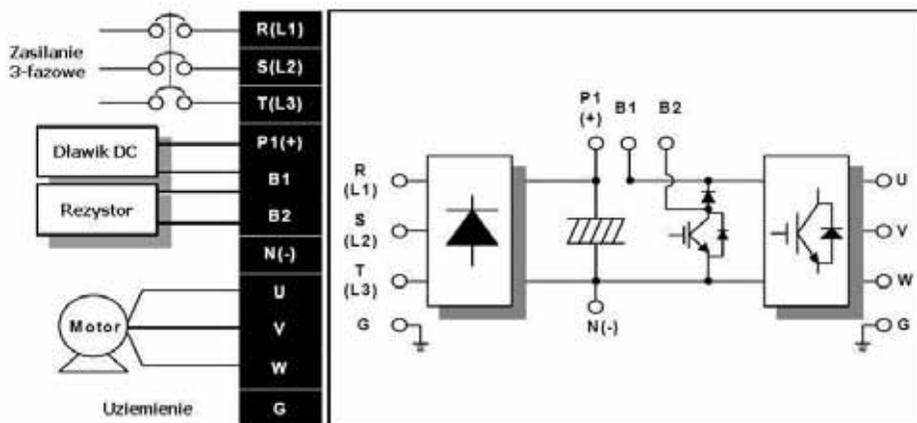 Zasilanie
3-fazowe
R(L1)
S(L2)
T(L3)
Dławik DC
P1(+)
B1
Rezystor
B2
N(-)
Motor
U
V
W
Uziemienie
G
P1
(+)
B1
B2
R
(L1)
S
(L2)
T
(L3)
G
N(-)
U
V
W
G